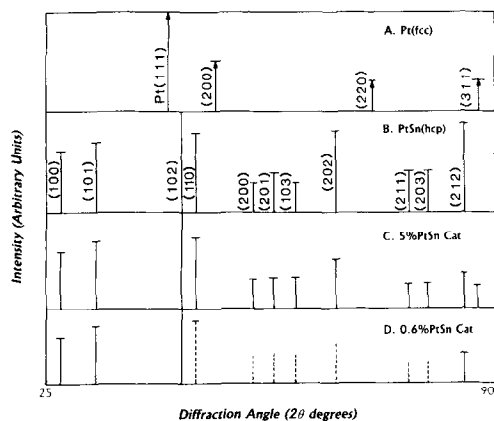 A. Pt(fcc)
Pt(111)
(200)
(220)
(311)
B. PtSn(hcp)
(100)
(101)
(102)
(110)
(200)
(201)
(103)
(202)
(211)
(203)
(212)
C. 5%PtSn Cat
D. 0.6%PtSn Cat
Intensity (Arbitrary Units)
25
90
Diffraction Angle (2θ degrees)